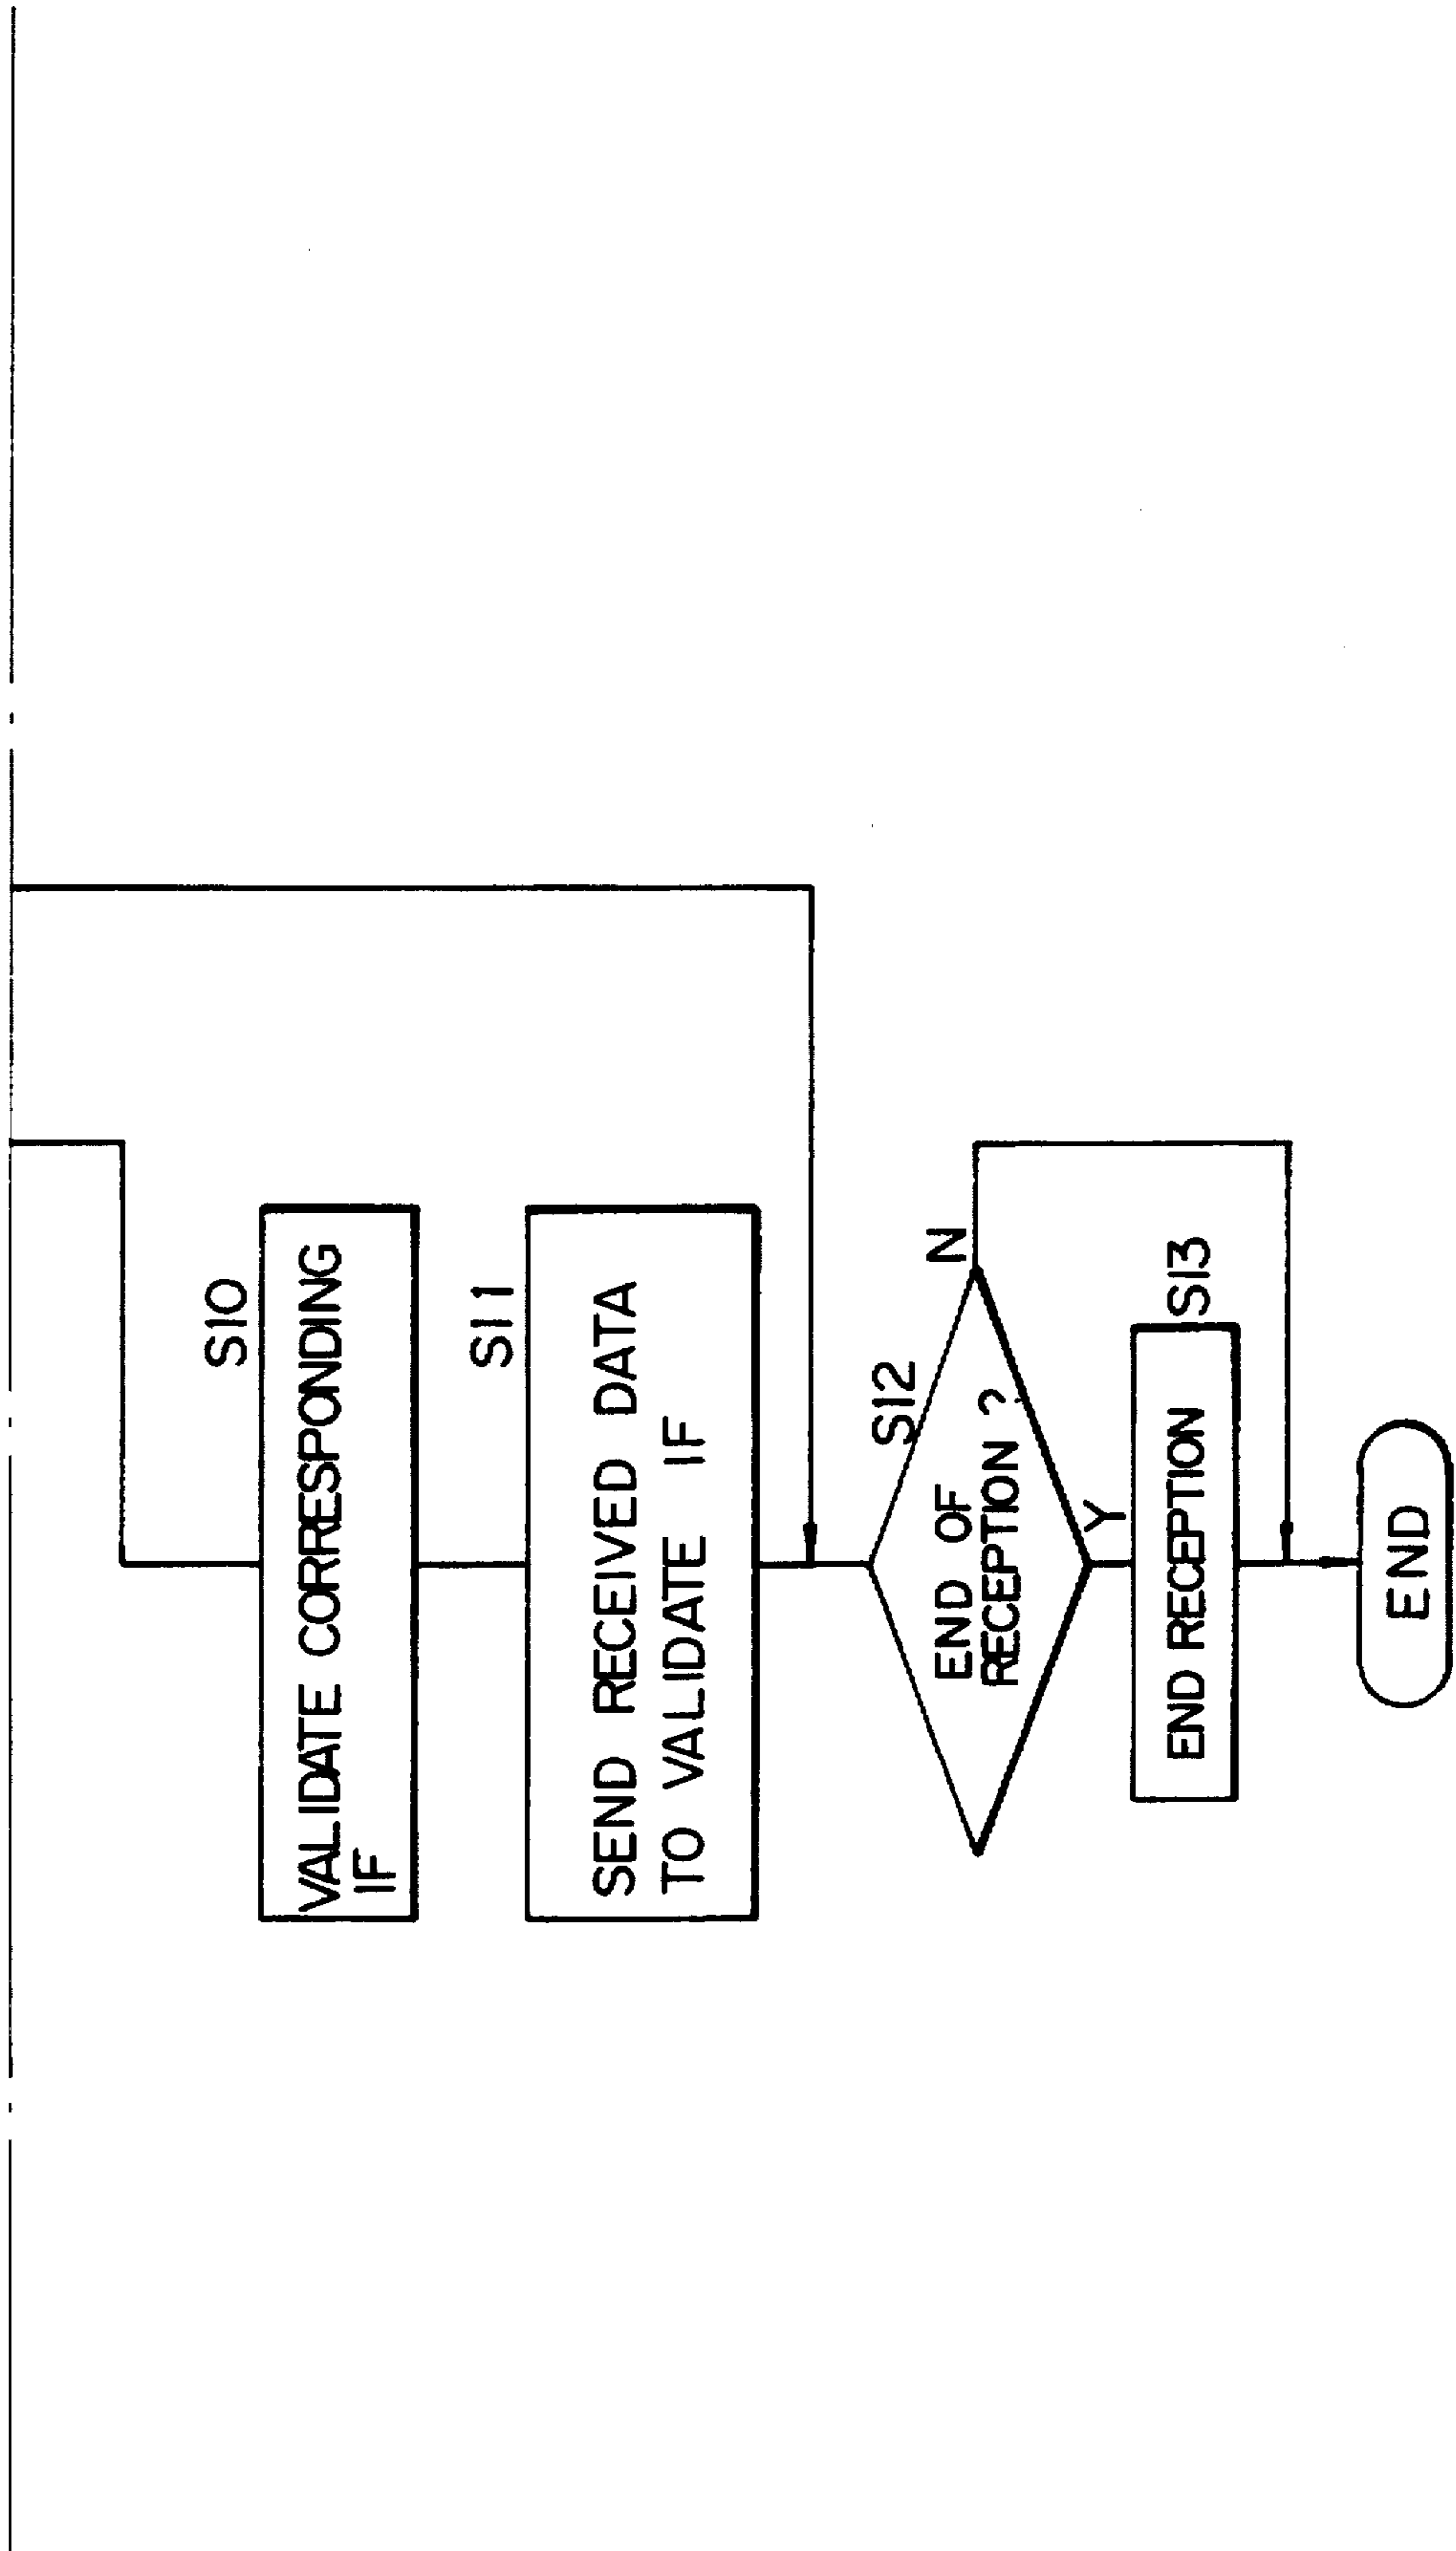 S10
VALIDATE CORRESPONDING
IF
S11
SEND RECEIVED DATA
TO VALIDATE IF
S12
END OF
RECEPTION ?
N
Y
S13
END RECEPTION
END